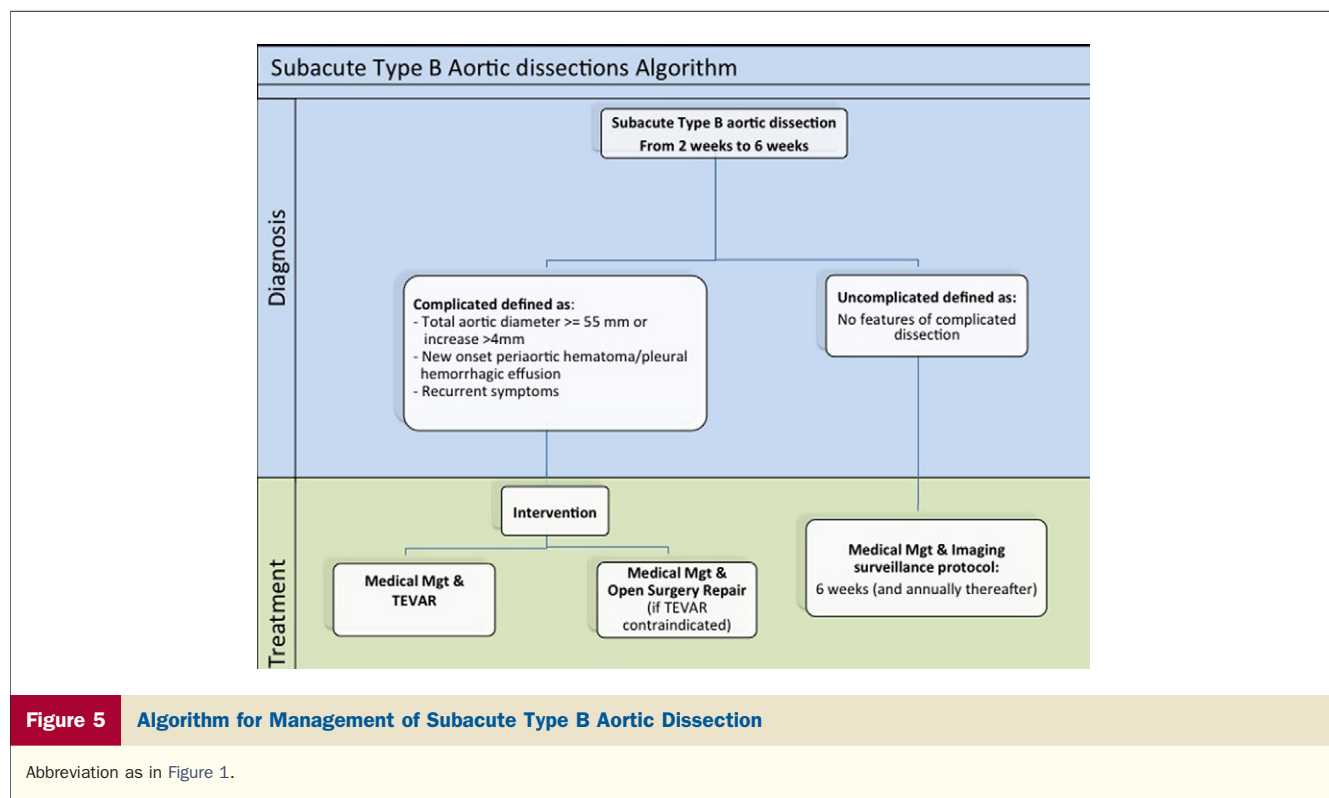 Subacute Type B Aortic dissections Algorithm
Diagnosis
Subacute Type B aortic dissection
From 2 weeks to 6 weeks
Complicated defined as:
- Total aortic diameter >= 55 mm or
increase >4mm
- New onset periaortic hematoma/pleural
hemorrhagic effusion
- Recurrent symptoms
Uncomplicated defined as:
No features of complicated
dissection
Treatment
Intervention
Medical Mgt &
TEVAR
Medical Mgt &
Open Surgery Repair
(if TEVAR
contraindicated)
Medical Mgt & Imaging
surveillance protocol:
6 weeks (and annually thereafter)
Figure 5 Algorithm for Management of Subacute Type B Aortic Dissection
Abbreviation as in Figure 1.